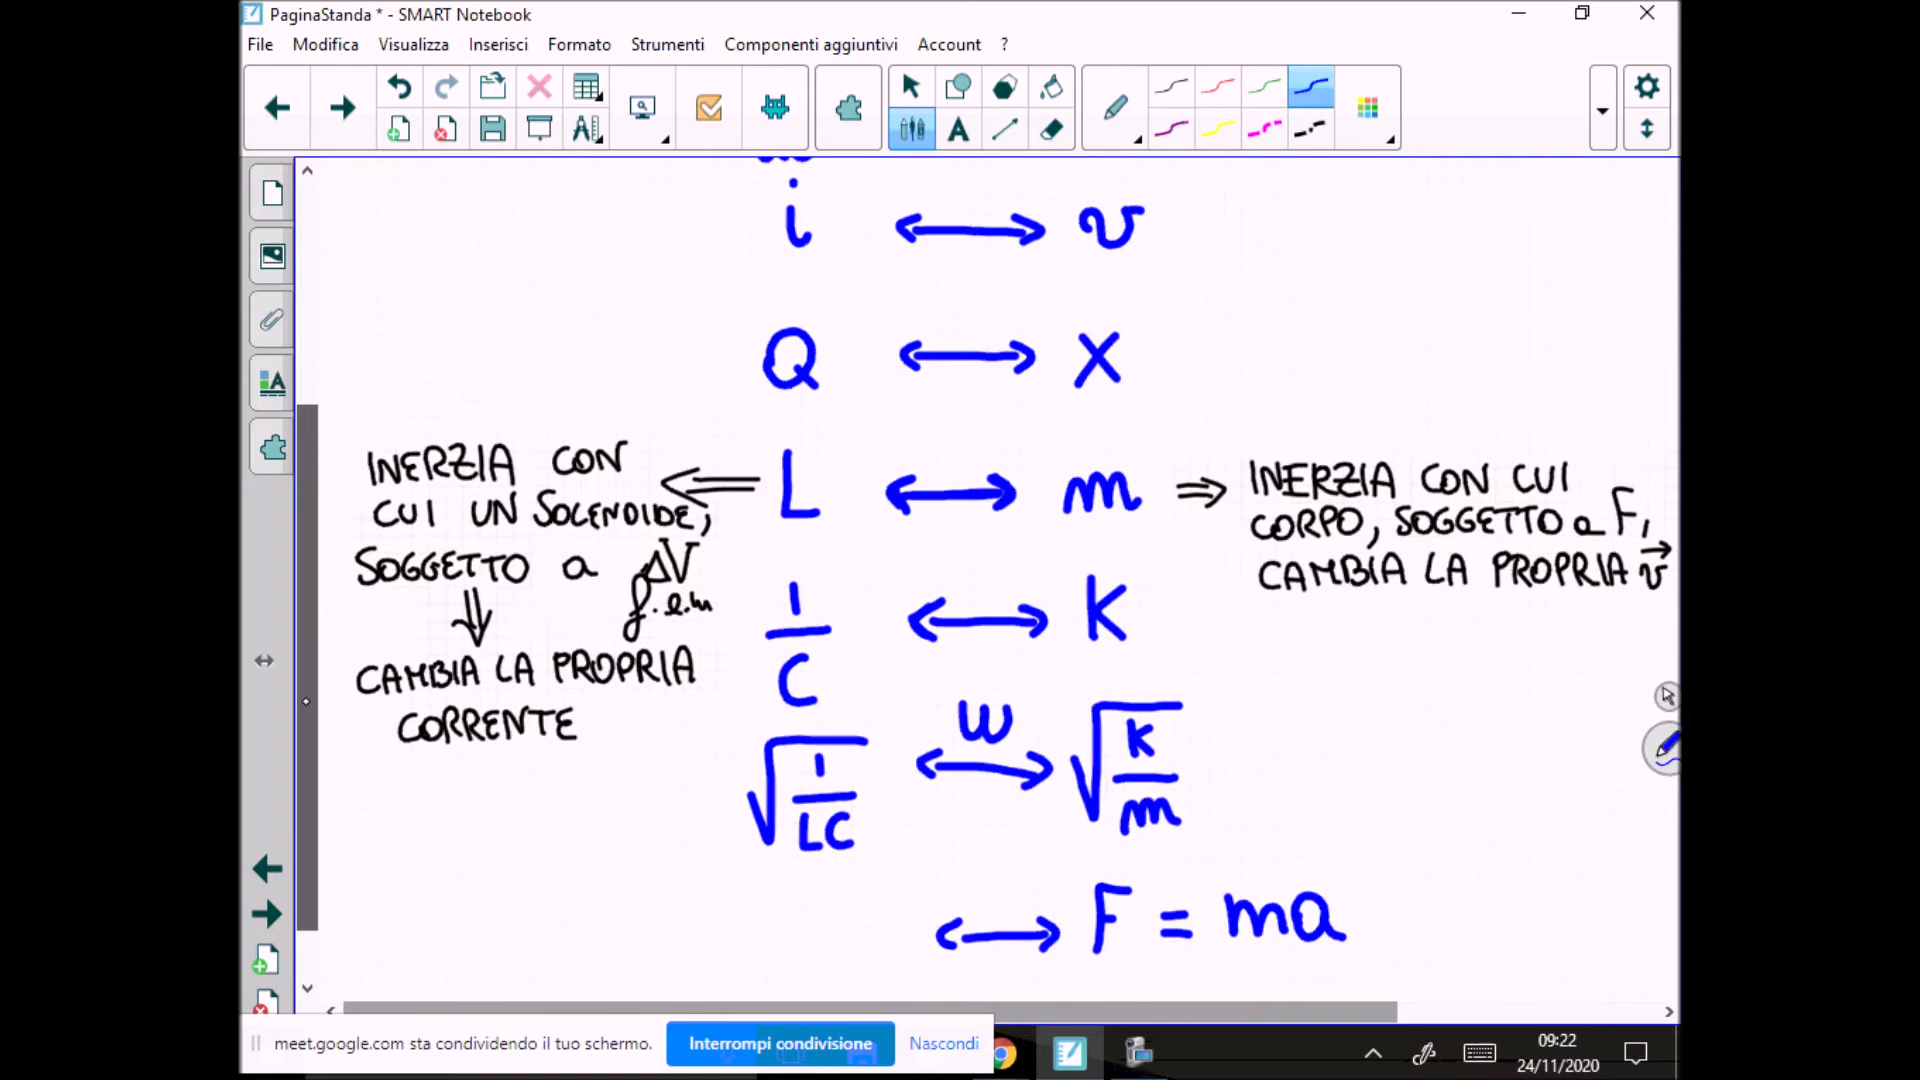 PaginaStanda * - SMART Notebook
File Modifica Visualizza Inserisci Formato Strumenti Componenti aggiuntivi Account ?
i ⟷ v
Q ⟷ X
INERZIA CON
CUI UN SOLENOIDE,
SOGGETTO a ΔV
f.e.m
⇓
CAMBIA LA PROPRIA
CORRENTE
⇐ L ⟷ m ⇒
INERZIA CON CUI
CORPO, SOGGETTO a F,
CAMBIA LA PROPRIA v⃗
1/C ⟷ K
√(1/LC) ⟷ √(K/m)
W
⟷ F = ma
meet.google.com sta condividendo il tuo schermo. Interrompi condivisione Nascondi
09:22
24/11/2020